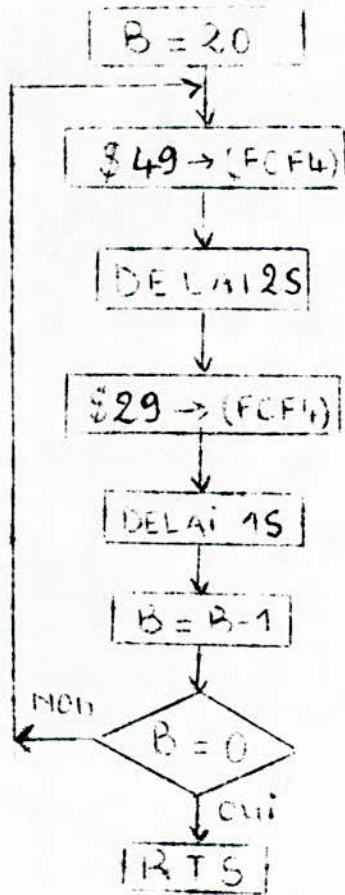 B = 20
$ 49 → (FCF4)
DELAI 2S
$ 29 → (FCF4)
DELAi 1S
B = B-1
NON
B = 0
OUi
RTS